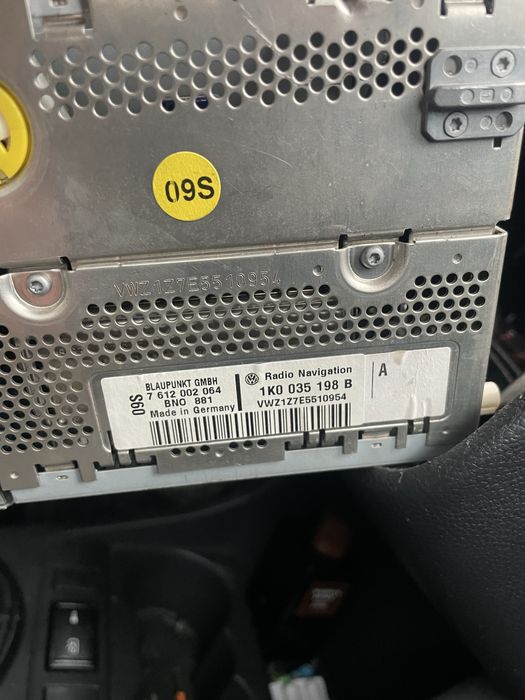 09S
VWZ1Z7E5510954
09S
BLAUPUNKT GMBH
7 612 002 064
BNO 881
Made in Germany
Radio Navigation
1K0 035 198 B
VWZ1Z7E5510954
A